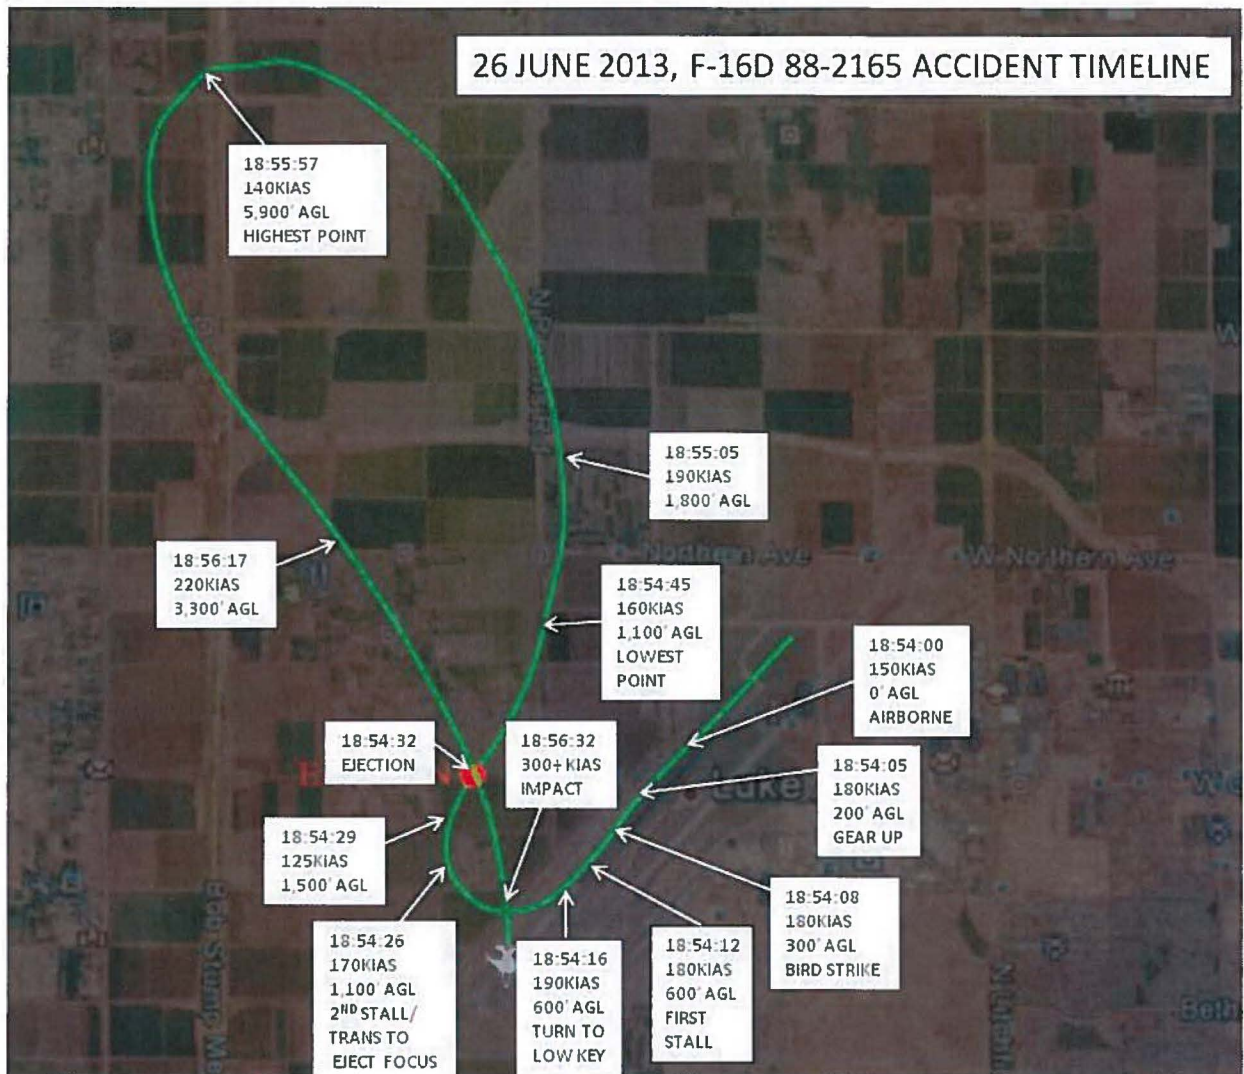 26 JUNE 2013, F-16D 88-2165 ACCIDENT TIMELINE
18:55:57
140KIAS
5,900' AGL
HIGHEST POINT
18:55:05
190KIAS
1,800' AGL
18:56:17
220KIAS
3,300' AGL
Northern Ave
W Northern Ave
18:54:45
160KIAS
1,100' AGL
LOWEST
POINT
18:54:00
150KIAS
0' AGL
AIRBORNE
18:54:32
EJECTION
18:56:32
300+ KIAS
IMPACT
Luke
18:54:05
180KIAS
200' AGL
GEAR UP
18:54:29
125KIAS
1,500' AGL
18:54:08
180KIAS
300' AGL
BIRD STRIKE
18:54:26
170KIAS
1,100' AGL
2ND STALL/
TRANS TO
EJECT FOCUS
18:54:16
190KIAS
600' AGL
TURN TO
LOW KEY
18:54:12
180KIAS
600' AGL
FIRST
STALL